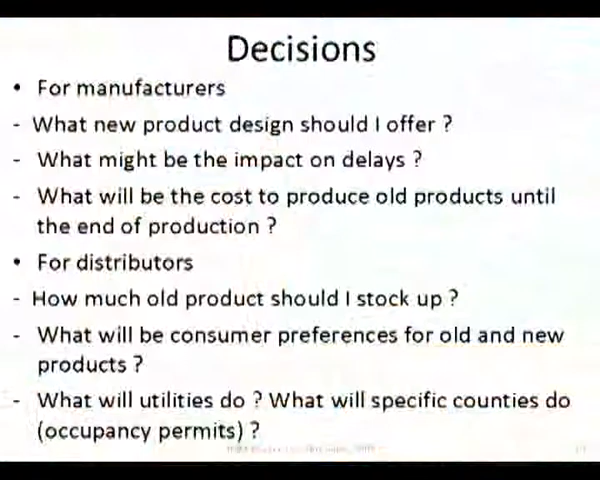 Decisions
• For manufacturers
- What new product design should I offer ?
- What might be the impact on delays ?
- What will be the cost to produce old products until
the end of production ?
• For distributors
- How much old product should I stock up ?
- What will be consumer preferences for old and new
products ?
- What will utilities do ? What will specific counties do
(occupancy permits) ?